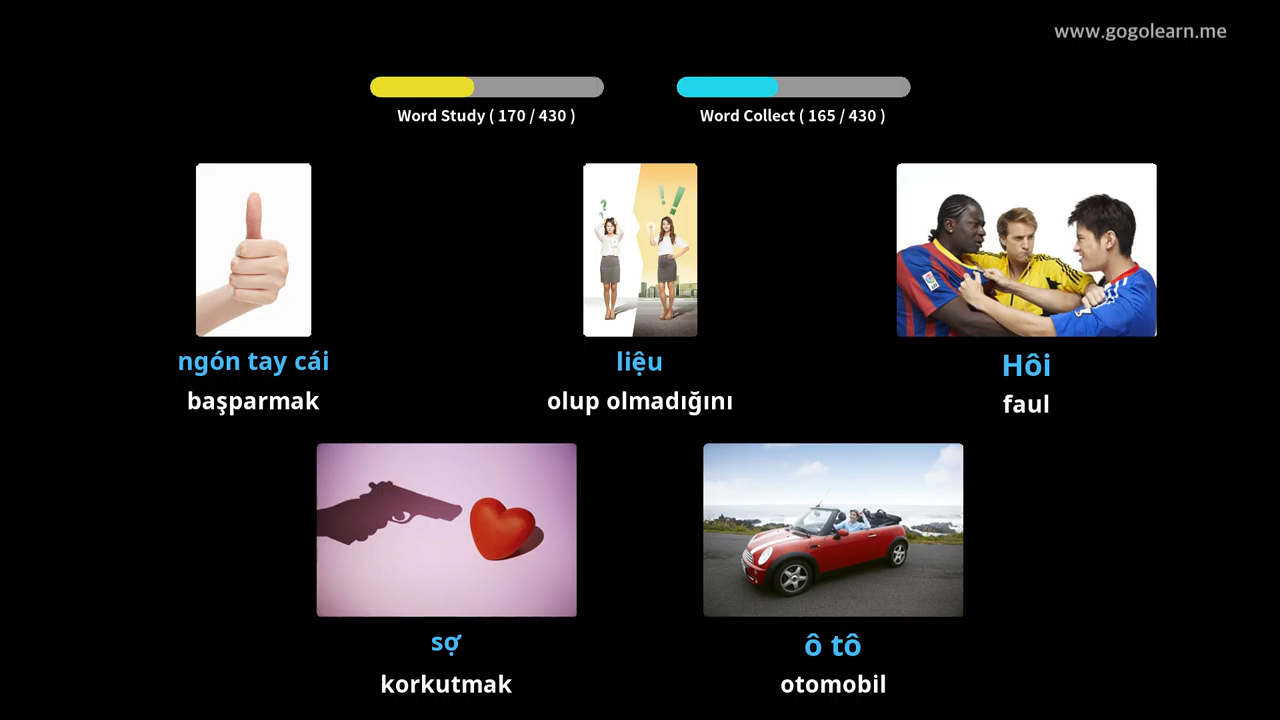 www.gogolearn.me
Word Study ( 170 / 430 )
Word Collect ( 165 / 430 )
ngón tay cái
başparmak
liệu
olup olmadığını
Hôi
faul
sợ
korkutmak
ô tô
otomobil